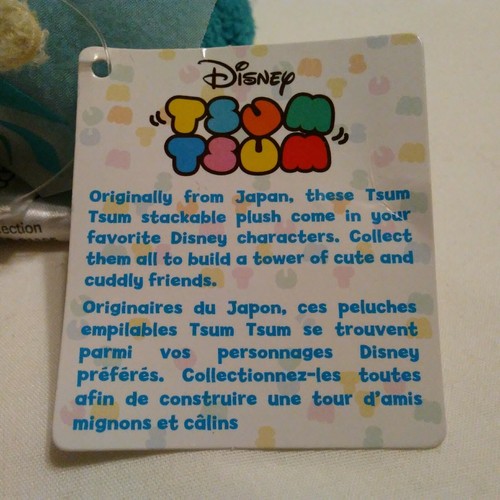 Disney
TSUM
TSUM
Originally from Japan, these Tsum
Tsum stackable plush come in your
favorite Disney characters. Collect
them all to build a tower of cute and
cuddly friends.
Originaires du Japon, ces peluches
empilables Tsum Tsum se trouvent
parmi vos personnages Disney
préférés. Collectionnez-les toutes
afin de construire une tour d'amis
mignons et câlins
ection